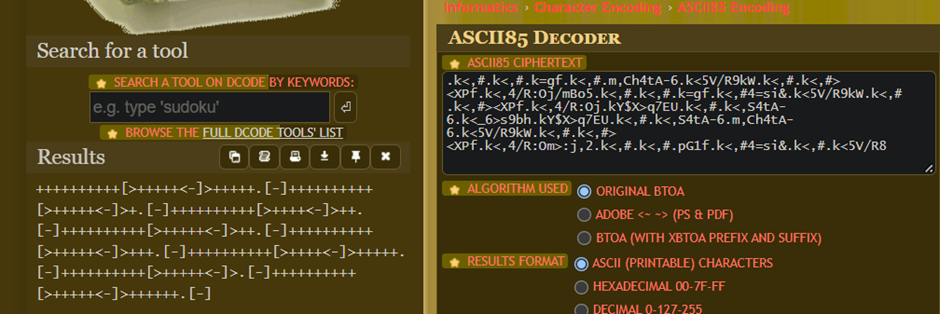 Search for a tool
SEARCH A TOOL ON DCODE BY KEYWORDS:
e.g. type 'sudoku'
BROWSE THE FULL DCODE TOOLS' LIST
Results
++++++++++[>+++++<-]>+++++.[-]++++++++++
[>+++++<-]>+.[-]++++++++++[>++++<-]>++.
[-]++++++++++[>+++++<-]>++.[-]++++++++++
[>+++++<-]>+++.[-]++++++++++[>++++<-]>+++++.
[-]++++++++++[>+++++<-]>.[-]++++++++++
[>+++++<-]>++++++.[-]
Informatics › Character Encoding › ASCII85 Encoding
ASCII85 DECODER
ASCII85 CIPHERTEXT
.k<,#.k<,#.k=gf.k<,#.m,Ch4tA-6.k<5V/R9kW.k<,#.k<,#>
<XPf.k<,4/R:Oj/mBo5.k<,#.k<,#.k=gf.k<,#4=si&.k<5V/R9kW.k<,#
.k<,#><XPf.k<,4/R:Oj.kY$X>q7EU.k<,#.k<,S4tA-
6.k<_6>s9bh.kY$X>q7EU.k<,#.k<,S4tA-6.m,Ch4tA-
6.k<5V/R9kW.k<,#.k<,#>
<XPf.k<,4/R:Om>:j,2.k<,#.k<,#.pG1f.k<,#4=si&.k<,#.k<5V/R8
ALGORITHM USED
ORIGINAL BTOA
ADOBE <~ ~> (PS & PDF)
BTOA (WITH XBTOA PREFIX AND SUFFIX)
RESULTS FORMAT
ASCII (PRINTABLE) CHARACTERS
HEXADECIMAL 00-7F-FF
DECIMAL 0-127-255